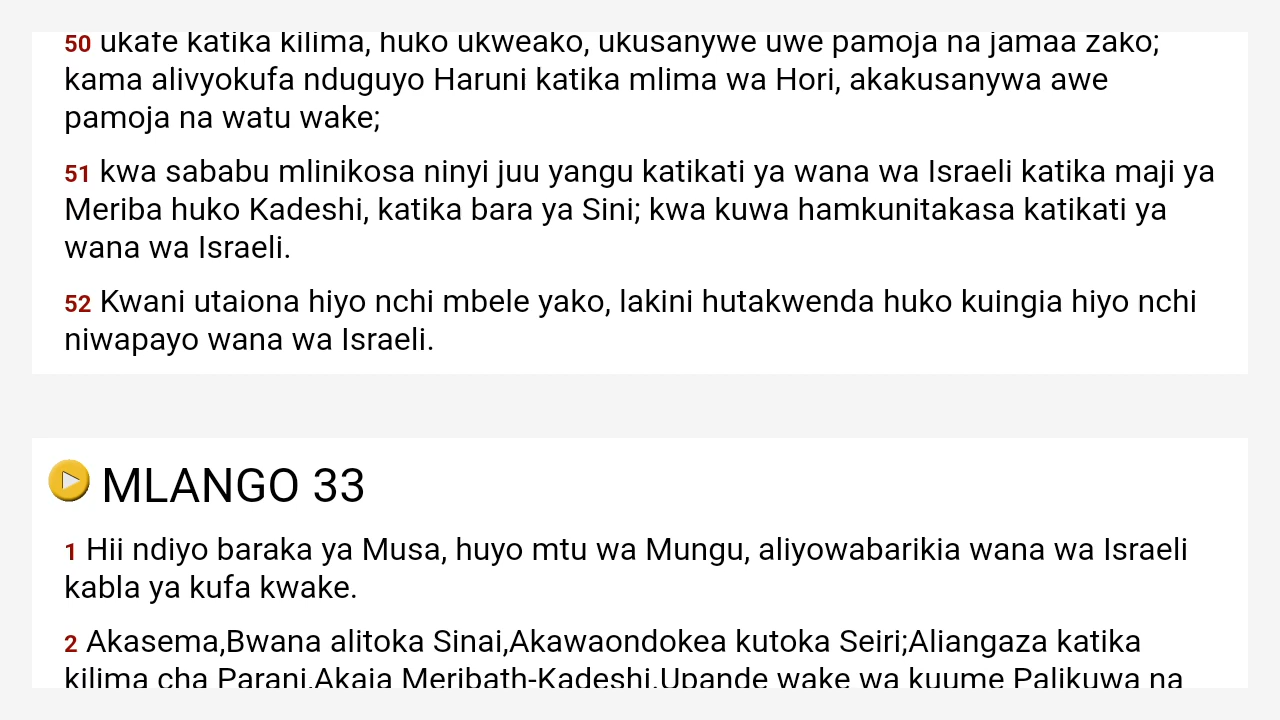 50 ukafe katika kilima, huko ukweako, ukusanywe uwe pamoja na jamaa zako;
kama alivyokufa nduguyo Haruni katika mlima wa Hori, akakusanywa awe
pamoja na watu wake;
51 kwa sababu mlinikosa ninyi juu yangu katikati ya wana wa Israeli katika maji ya
Meriba huko Kadeshi, katika bara ya Sini; kwa kuwa hamkunitakasa katikati ya
wana wa Israeli.
52 Kwani utaiona hiyo nchi mbele yako, lakini hutakwenda huko kuingia hiyo nchi
niwapayo wana wa Israeli.
MLANGO 33
1 Hii ndiyo baraka ya Musa, huyo mtu wa Mungu, aliyowabarikia wana wa Israeli
kabla ya kufa kwake.
2 Akasema,Bwana alitoka Sinai,Akawaondokea kutoka Seiri;Aliangaza katika
kilima cha Parani,Akaja Meribath-Kadeshi,Upande wake wa kuume Palikuwa na